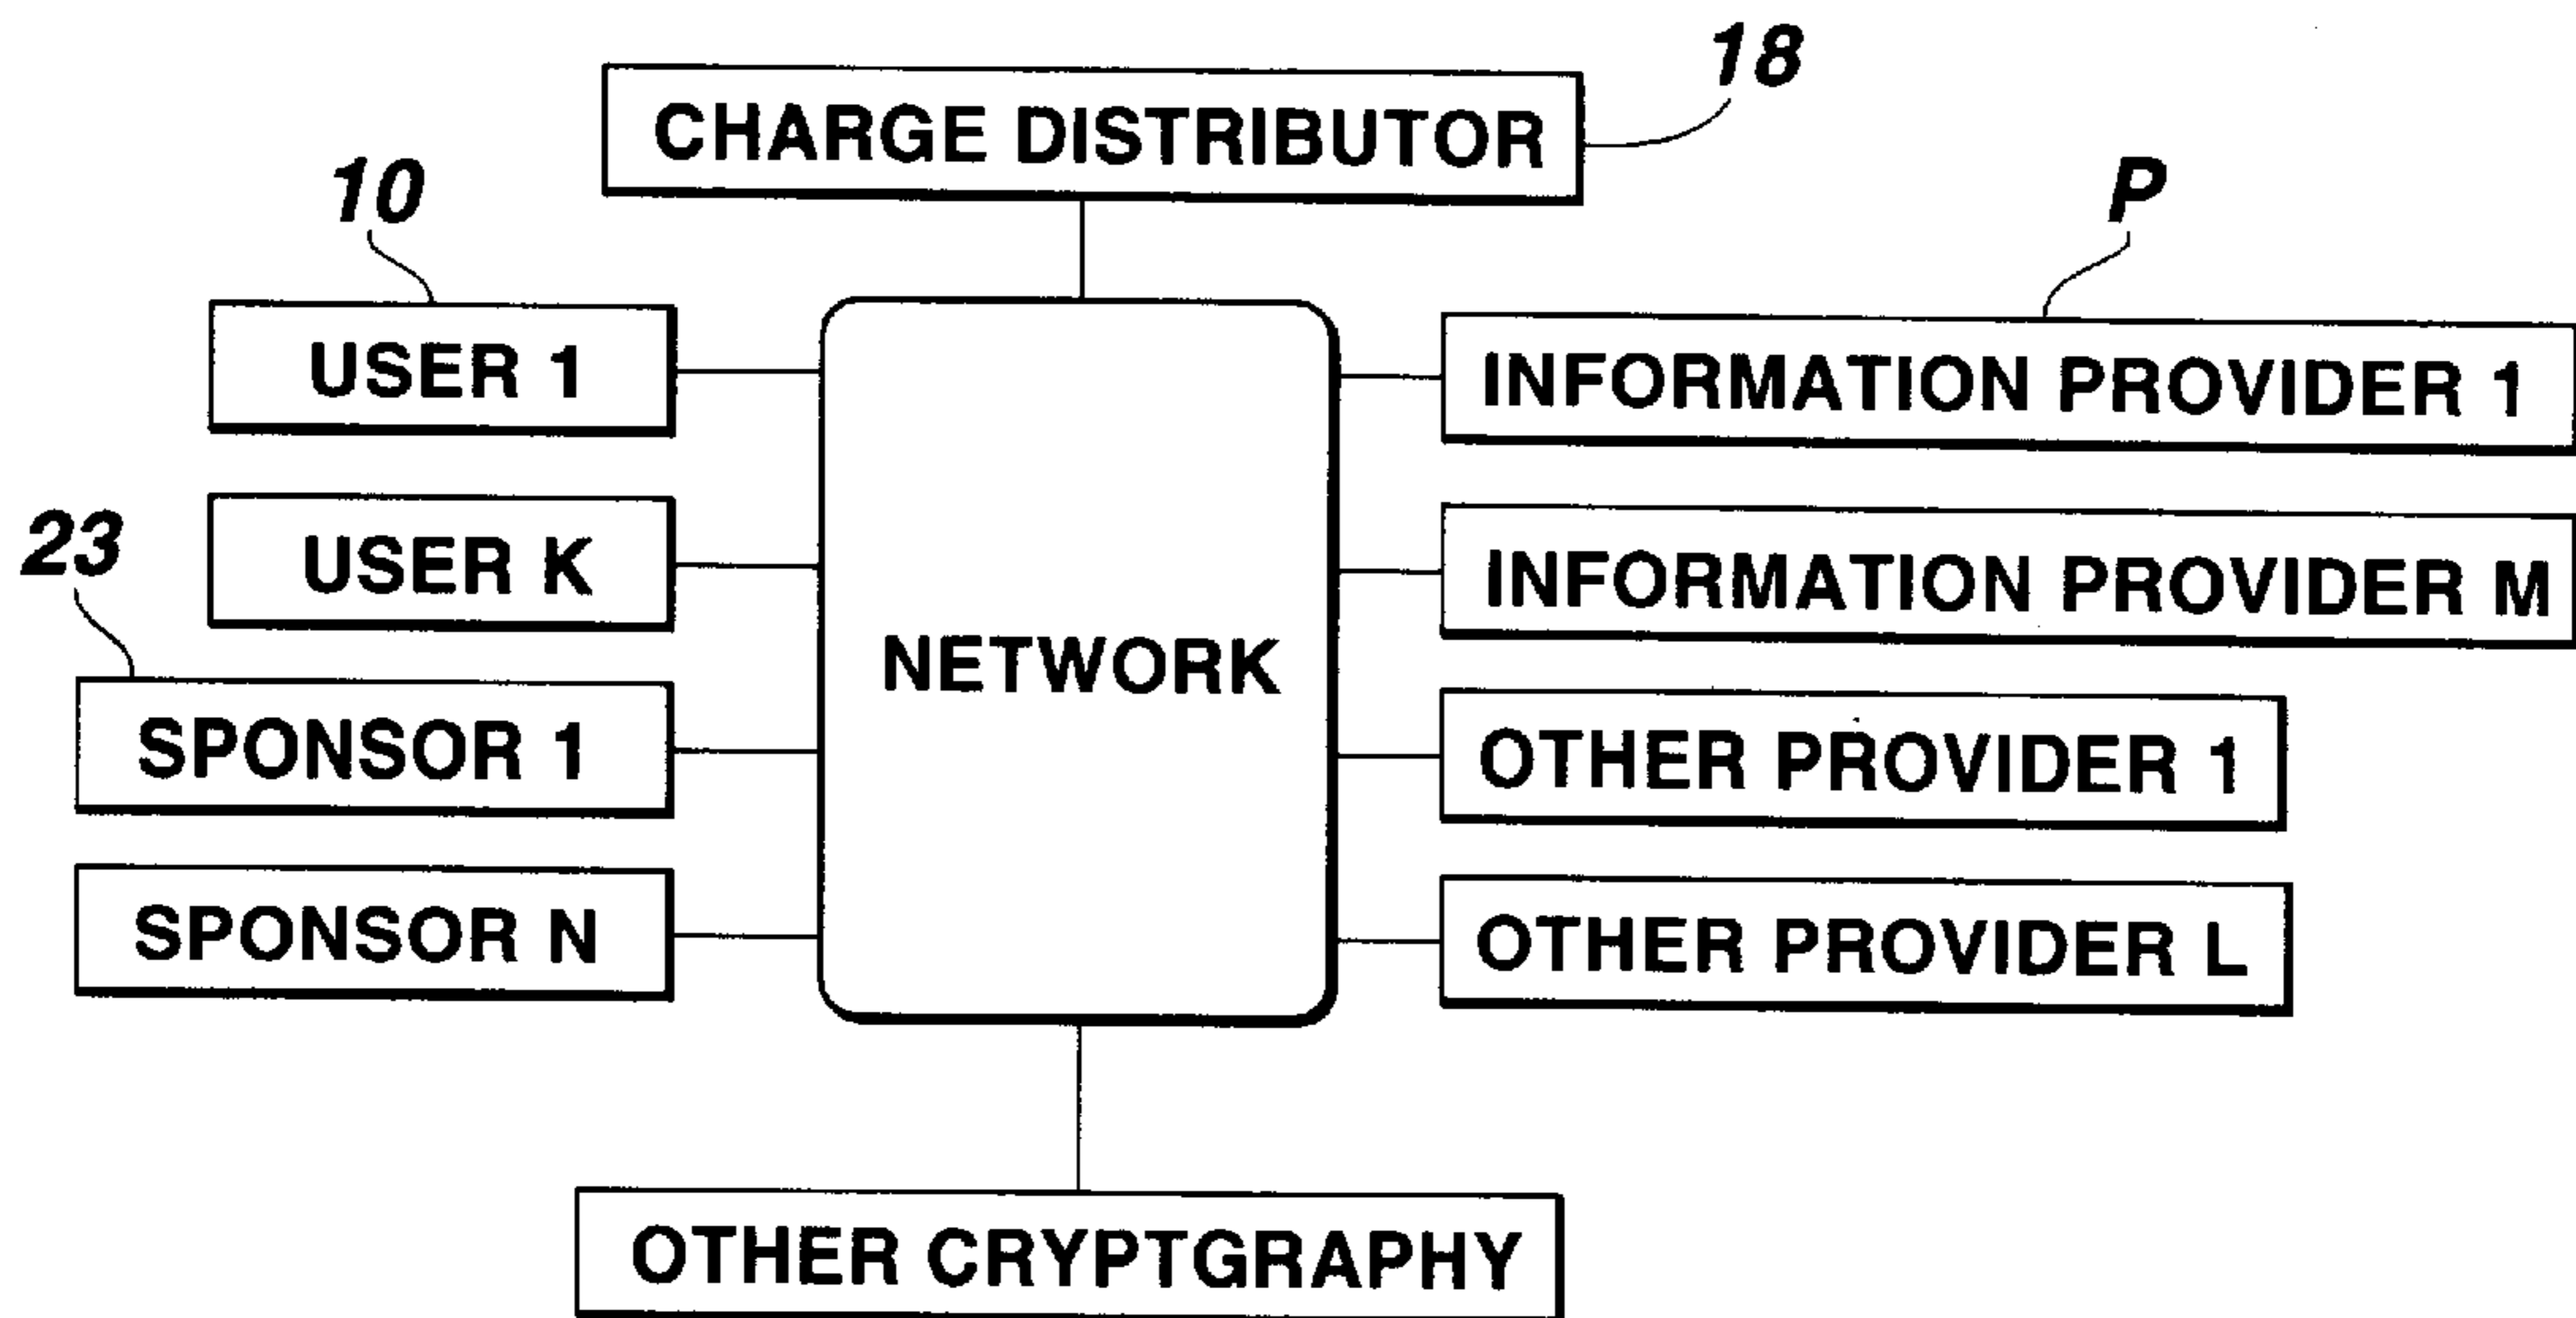 18
CHARGE DISTRIBUTOR
10
P
USER 1
INFORMATION PROVIDER 1
23
USER K
INFORMATION PROVIDER M
NETWORK
SPONSOR 1
OTHER PROVIDER 1
SPONSOR N
OTHER PROVIDER L
OTHER CRYPTGRAPHY